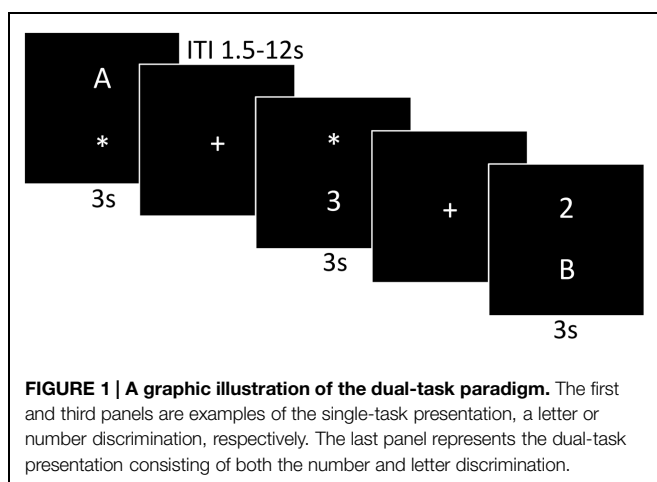 A
*
3s
ITI 1.5-12s
+
*
3
3s
+
2
B
3s
FIGURE 1 | A graphic illustration of the dual-task paradigm. The first
and third panels are examples of the single-task presentation, a letter or
number discrimination, respectively. The last panel represents the dual-task
presentation consisting of both the number and letter discrimination.